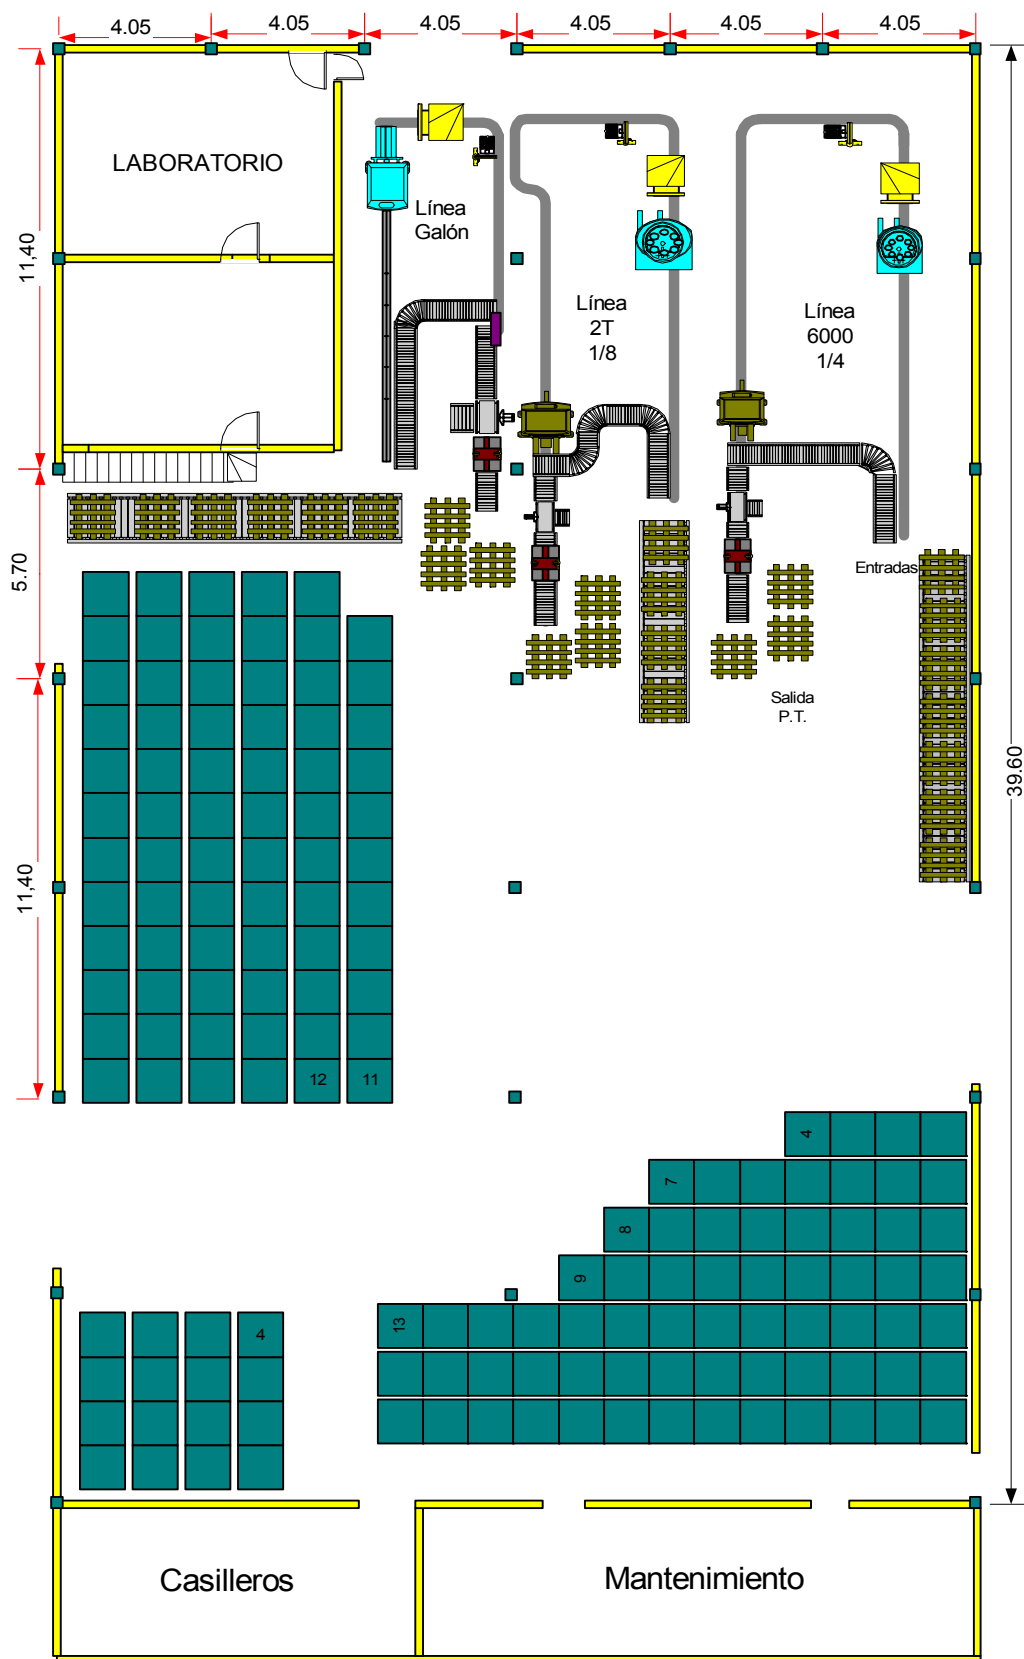 4.05
4.05
4.05
4.05
4.05
4.05
11,40
LABORATORIO
Línea
Galón
Línea
2T
1/8
Línea
6000
1/4
5.70
Entradas
Salida
P.T.
39.60
11,40
12
11
4
7
8
9
13
4
Casilleros
Mantenimiento